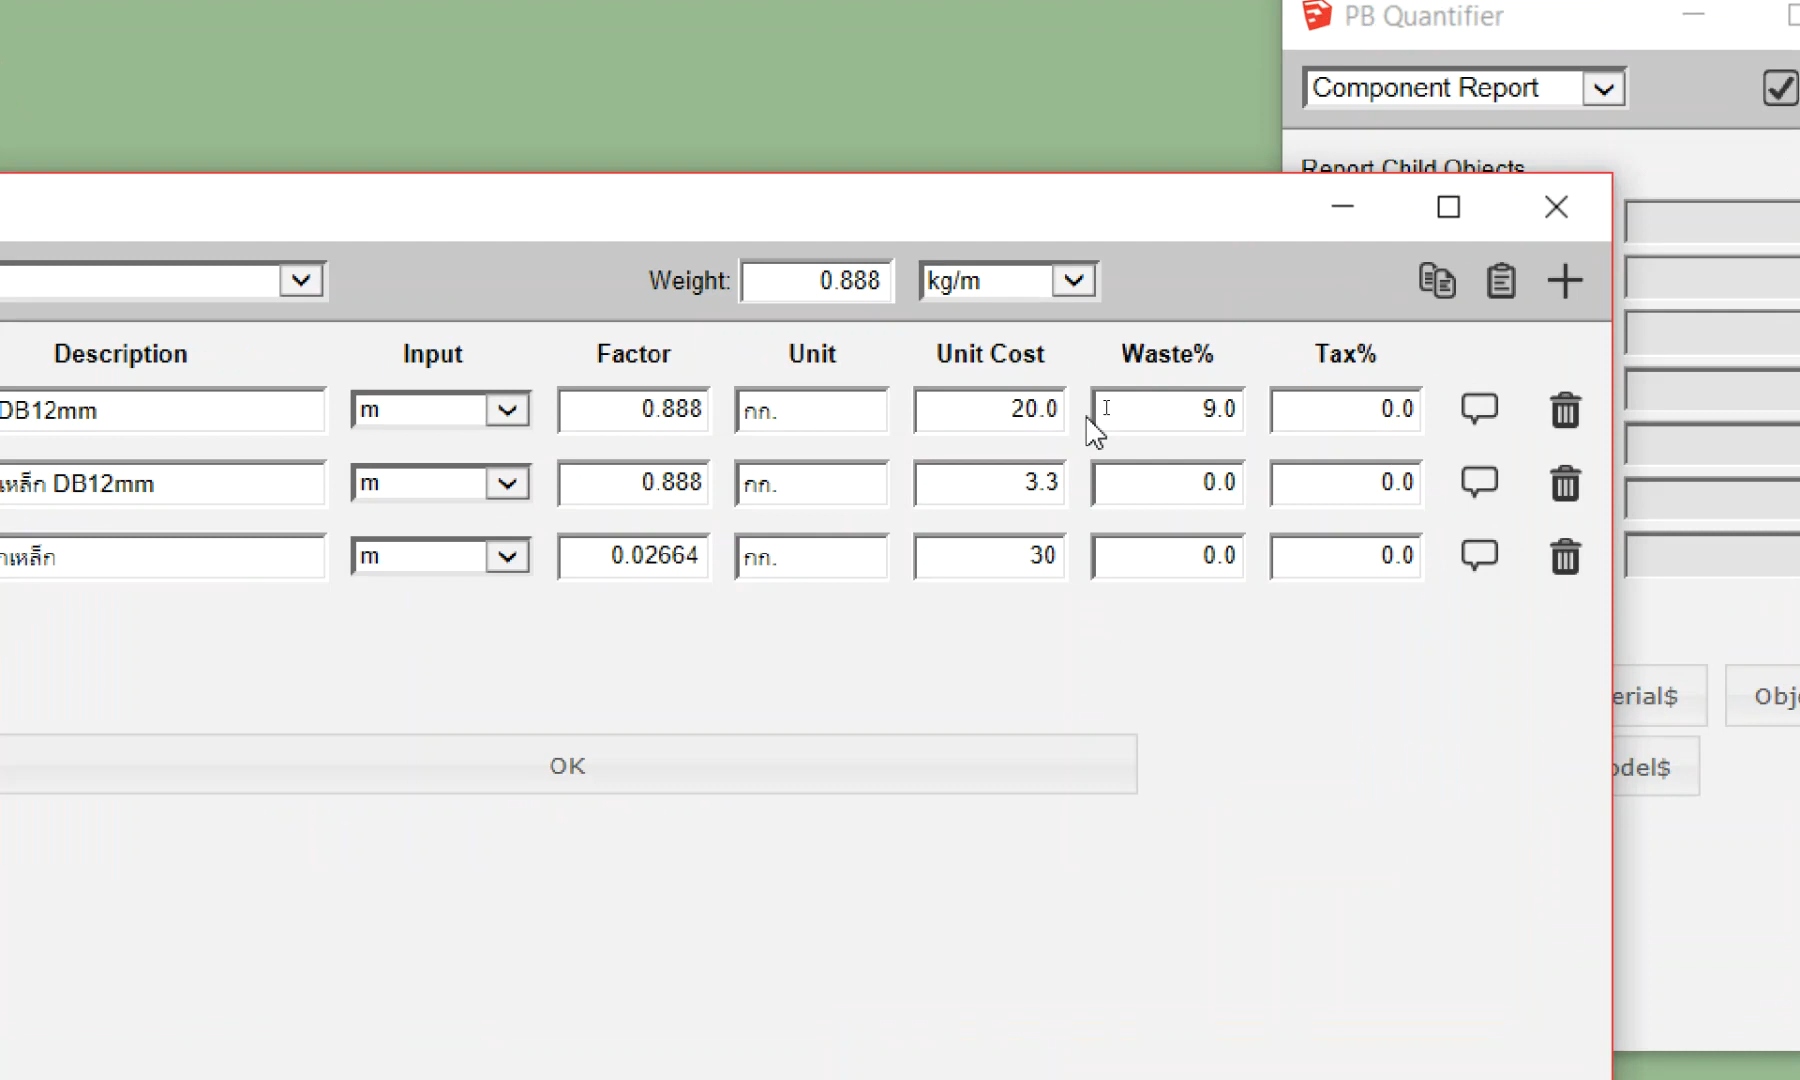 PB Quantifier
Component Report
Report Child Objects
Weight: 0.888 kg/m
Description Input Factor Unit Unit Cost Waste% Tax%
DB12mm m 0.888 กก. 20.0 9.0 0.0
เหล็ก DB12mm m 0.888 กก. 3.3 0.0 0.0
กเหล็ก m 0.02664 กก. 30 0.0 0.0
erial$ Obj
OK
odel$